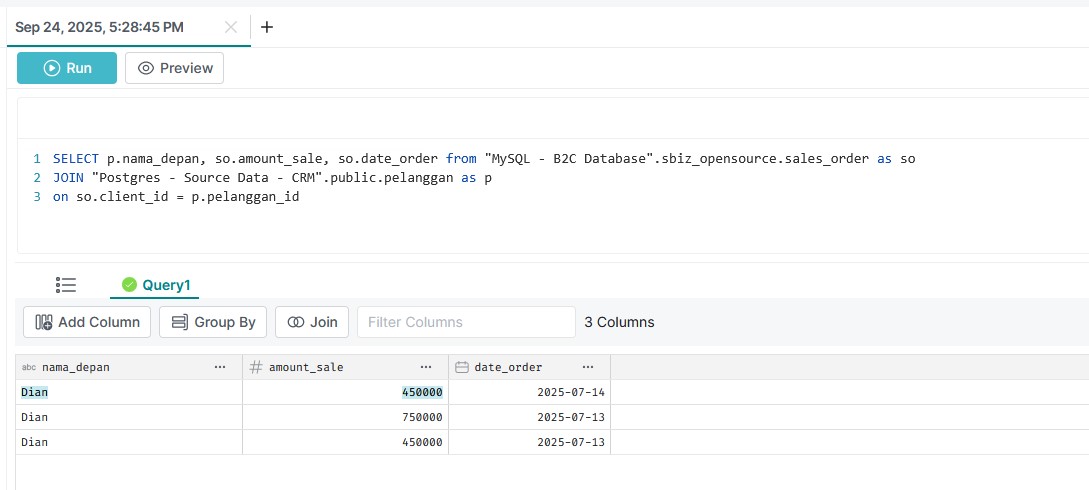 Sep 24, 2025, 5:28:45 PM
Run Preview
1 SELECT p.nama_depan, so.amount_sale, so.date_order from "MySQL - B2C Database".sbiz_opensource.sales_order as so
2 JOIN "Postgres - Source Data - CRM".public.pelanggan as p
3 on so.client_id = p.pelanggan_id
Query1
Add Column Group By Join Filter Columns 3 Columns
abc nama_depan ... # amount_sale ... date_order ...
Dian 450000 2025-07-14
Dian 750000 2025-07-13
Dian 450000 2025-07-13